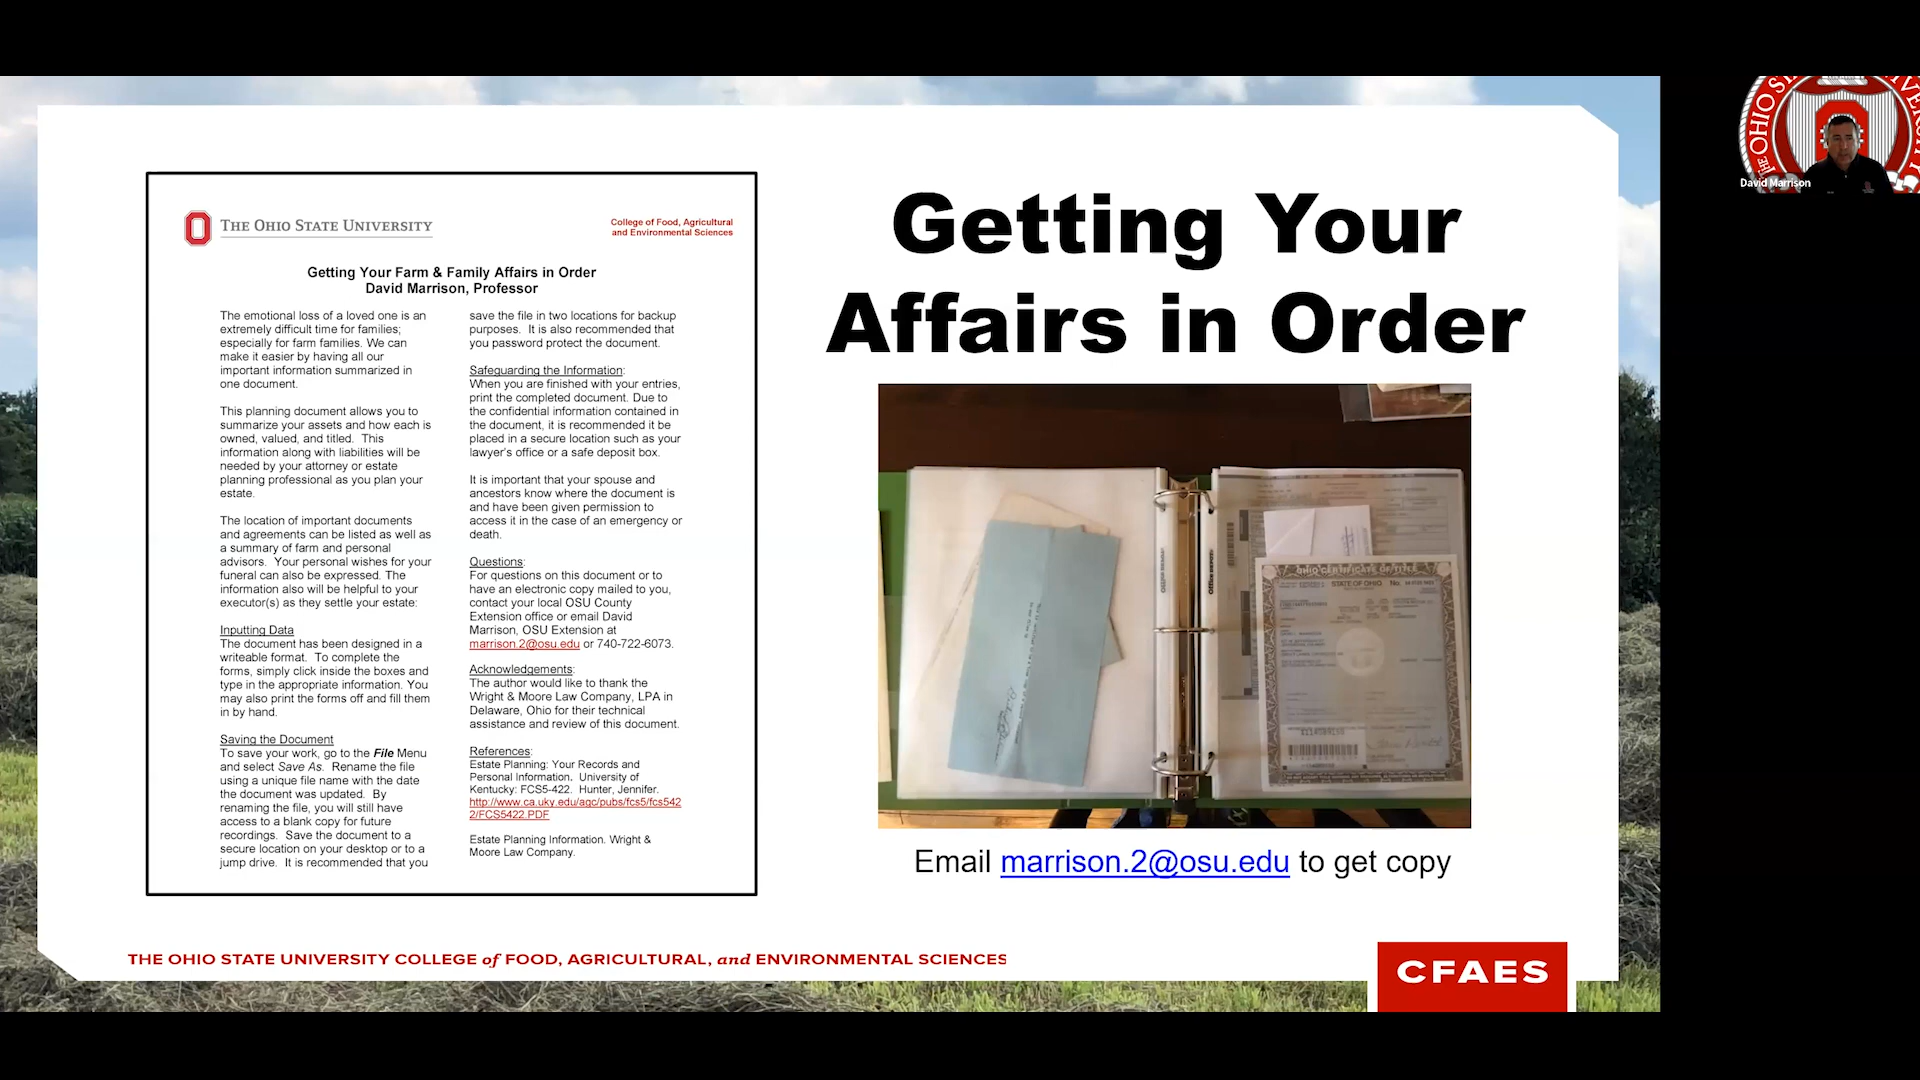 THE OHIO STATE UNIVERSITY
College of Food, Agricultural
and Environmental Sciences
Getting Your Farm & Family Affairs in Order
David Marrison, Professor
The emotional loss of a loved one is an
extremely difficult time for families;
especially for farm families. We can
make it easier by having all our
important information summarized in
one document.
This planning document allows you to
summarize your assets and how each is
owned, valued, and titled. This
information along with liabilities will be
needed by your attorney or estate
planning professional as you plan your
estate.
The location of important documents
and agreements can be listed as well as
a summary of farm and personal
advisors. Your personal wishes for your
funeral can also be expressed. The
information also will be helpful to your
executor(s) as they settle your estate:
Inputting Data
The document has been designed in a
writeable format. To complete the
forms, simply click inside the boxes and
type in the appropriate information. You
may also print the forms off and fill them
in by hand.
Saving the Document
To save your work, go to the File Menu
and select Save As. Rename the file
using a unique file name with the date
the document was updated. By
renaming the file, you will still have
access to a blank copy for future
recordings. Save the document to a
secure location on your desktop or to a
jump drive. It is recommended that you
save the file in two locations for backup
purposes. It is also recommended that
you password protect the document.
Safeguarding the Information:
When you are finished with your entries,
print the completed document. Due to
the confidential information contained in
the document, it is recommended it be
placed in a secure location such as your
lawyer's office or a safe deposit box.
It is important that your spouse and
ancestors know where the document is
and have been given permission to
access it in the case of an emergency or
death.
Questions:
For questions on this document or to
have an electronic copy mailed to you,
contact your local OSU County
Extension office or email David
Marrison, OSU Extension at
marrison.2@osu.edu or 740-722-6073.
Acknowledgements:
The author would like to thank the
Wright & Moore Law Company, LPA in
Delaware, Ohio for their technical
assistance and review of this document.
References:
Estate Planning: Your Records and
Personal Information. University of
Kentucky: FCS5-422. Hunter, Jennifer.
http://www.ca.uky.edu/agc/pubs/fcs5/fcs542
2/FCS5422.PDF
Estate Planning Information. Wright &
Moore Law Company.
Getting Your
Affairs in Order
OHIO CERTIFICATE OF TITLE
STATE OF OHIO
Email marrison.2@osu.edu to get copy
THE OHIO STATE UNIVERSITY COLLEGE of FOOD, AGRICULTURAL, and ENVIRONMENTAL SCIENCES
CFAES
David Marrison